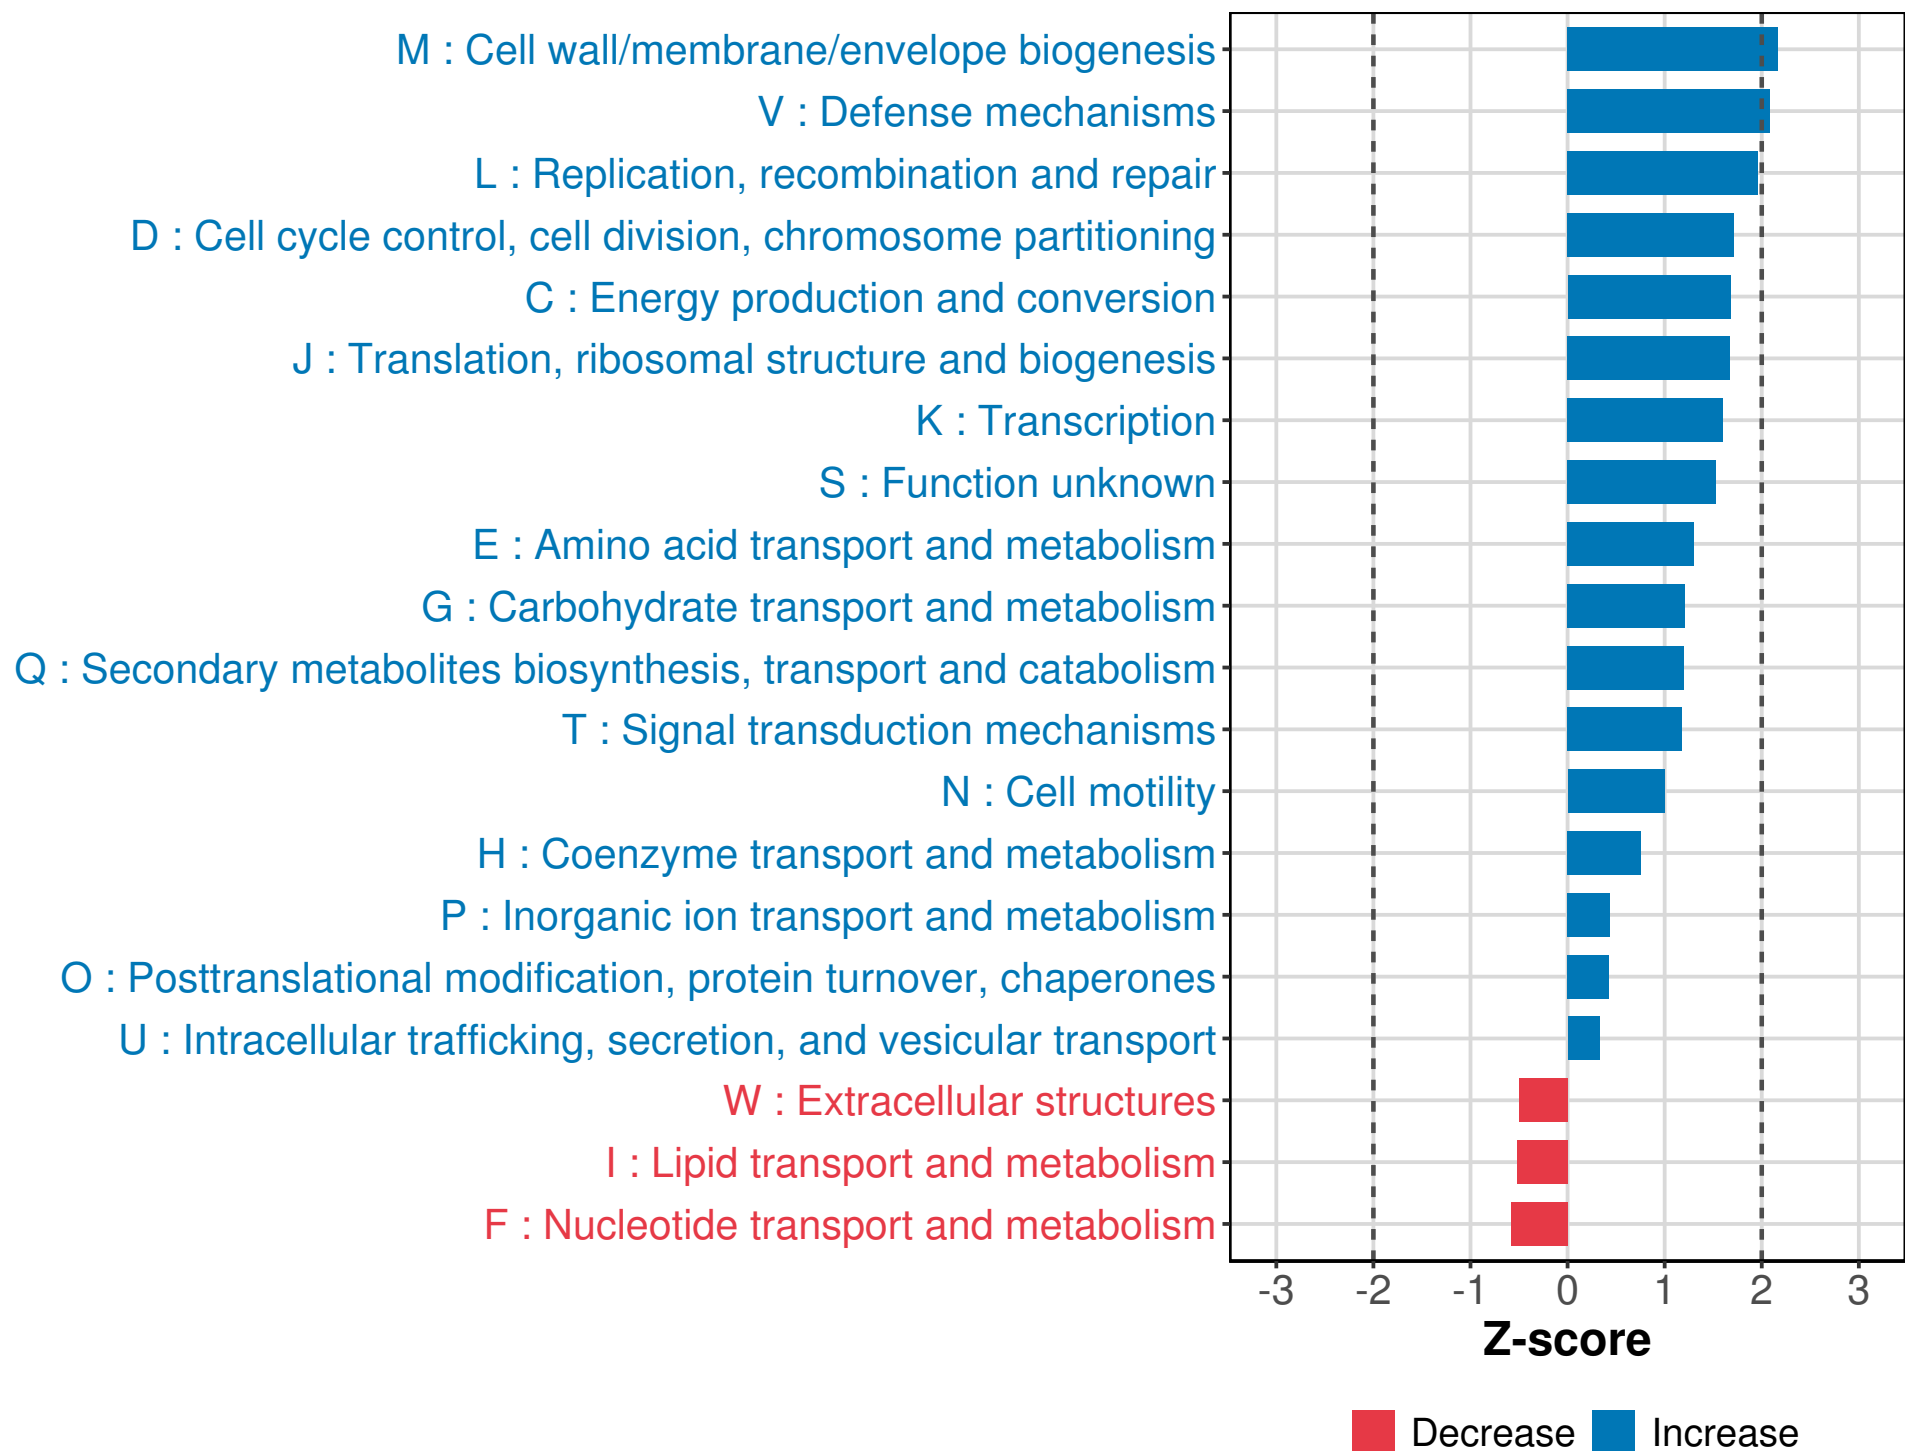 M : Cell wall/membrane/envelope biogenesis
V : Defense mechanisms
L : Replication, recombination and repair
D : Cell cycle control, cell division, chromosome partitioning
C : Energy production and conversion
J : Translation, ribosomal structure and biogenesis
K : Transcription
S : Function unknown
E : Amino acid transport and metabolism
G : Carbohydrate transport and metabolism
Q : Secondary metabolites biosynthesis, transport and catabolism
T : Signal transduction mechanisms
N : Cell motility
H : Coenzyme transport and metabolism
P : Inorganic ion transport and metabolism
O : Posttranslational modification, protein turnover, chaperones
U : Intracellular trafficking, secretion, and vesicular transport
W : Extracellular structures
I : Lipid transport and metabolism
F : Nucleotide transport and metabolism
-3 -2 -1 0 1 2 3
Z-score
Decrease Increase